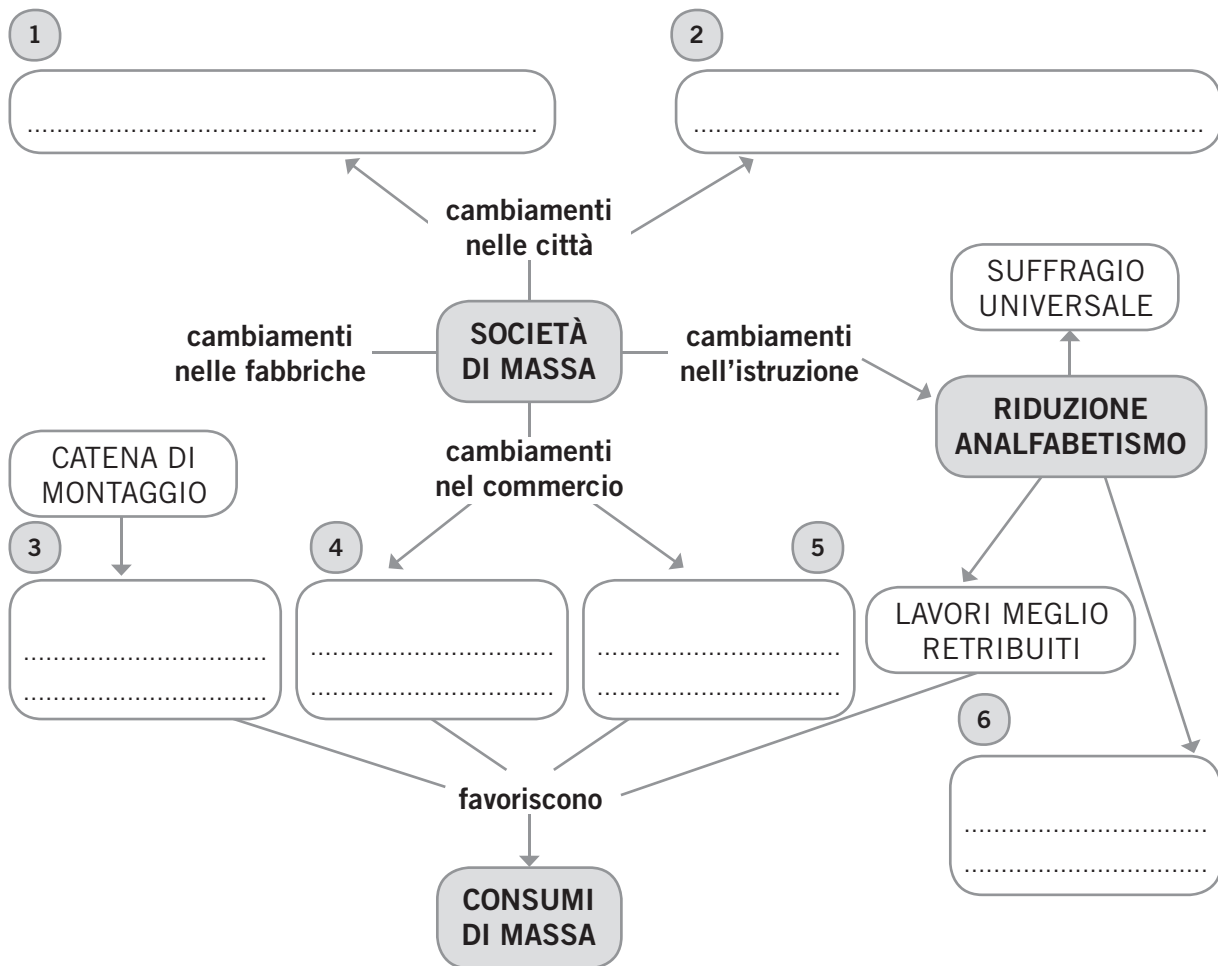 1
2
cambiamenti
nelle città
SUFFRAGIO
UNIVERSALE
cambiamenti
nelle fabbriche
SOCIETÀ
DI MASSA
cambiamenti
nell'istruzione
RIDUZIONE
ANALFABETISMO
CATENA DI
MONTAGGIO
cambiamenti
nel commercio
3
4
5
LAVORI MEGLIO
RETRIBUITI
6
favoriscono
CONSUMI
DI MASSA